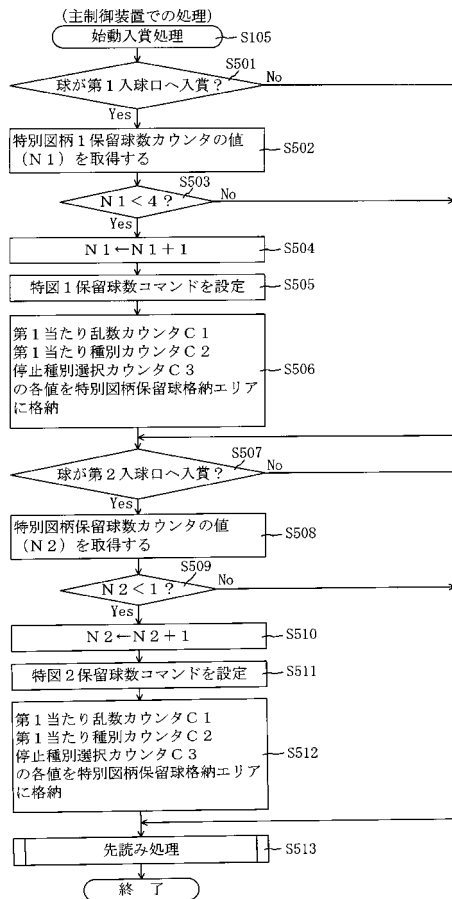 (主制御装置での処理)
始動入賞処理
S105
球が第1入球口へ入賞?
S501
No
Yes
特別図柄1保留球数カウンタの値
(N1)を取得する
S502
N1<4?
S503
No
Yes
N1←N1+1
S504
特図1保留球数コマンドを設定
S505
第1当たり乱数カウンタC1
第1当たり種別カウンタC2
停止種別選択カウンタC3
の各値を特別図柄保留球格納エリア
に格納
S506
球が第2入球口へ入賞?
S507
No
Yes
特別図柄保留球数カウンタの値
(N2)を取得する
S508
N2<1?
S509
No
Yes
N2←N2+1
S510
特図2保留球数コマンドを設定
S511
第1当たり乱数カウンタC1
第1当たり種別カウンタC2
停止種別選択カウンタC3
の各値を特別図柄保留球格納エリア
に格納
S512
先読み処理
S513
終 了